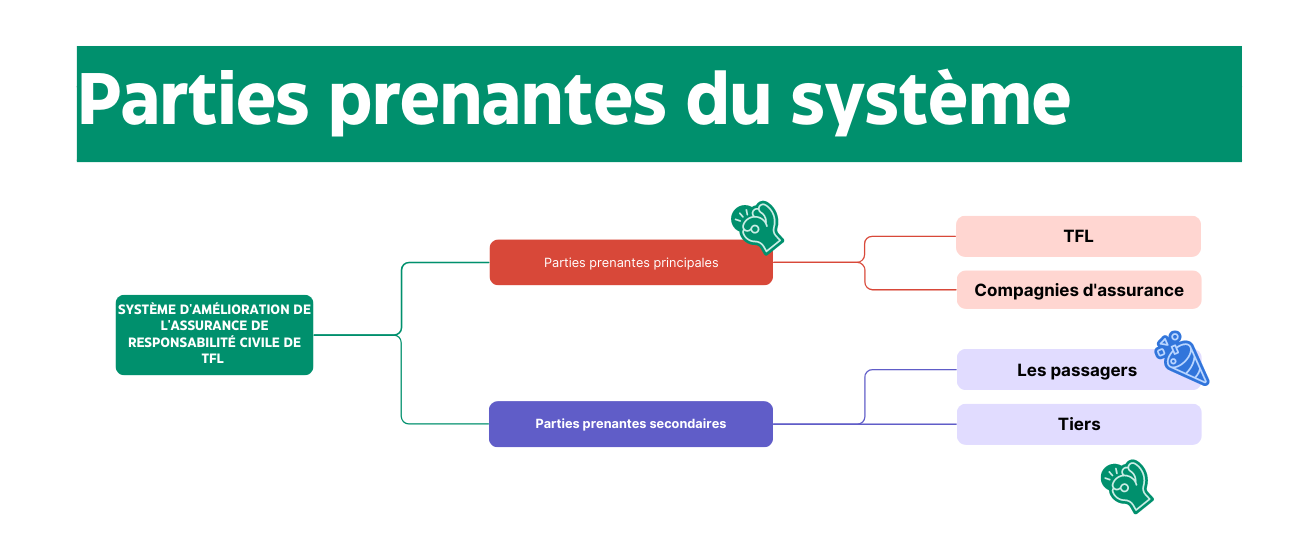 Parties prenantes du système
SYSTÈME D'AMÉLIORATION DE
L'ASSURANCE DE
RESPONSABILITÉ CIVILE DE
TFL
Parties prenantes principales
TFL
Compagnies d'assurance
Parties prenantes secondaires
Les passagers
Tiers